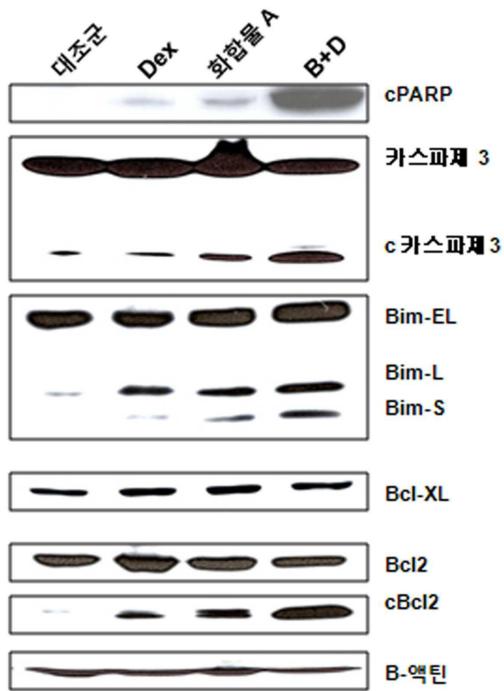 대조군 Dex 화합물 A B+D
cPARP
카스파제 3
c 카스파제 3
Bim-EL
Bim-L
Bim-S
Bcl-XL
Bcl2
cBcl2
B-액틴